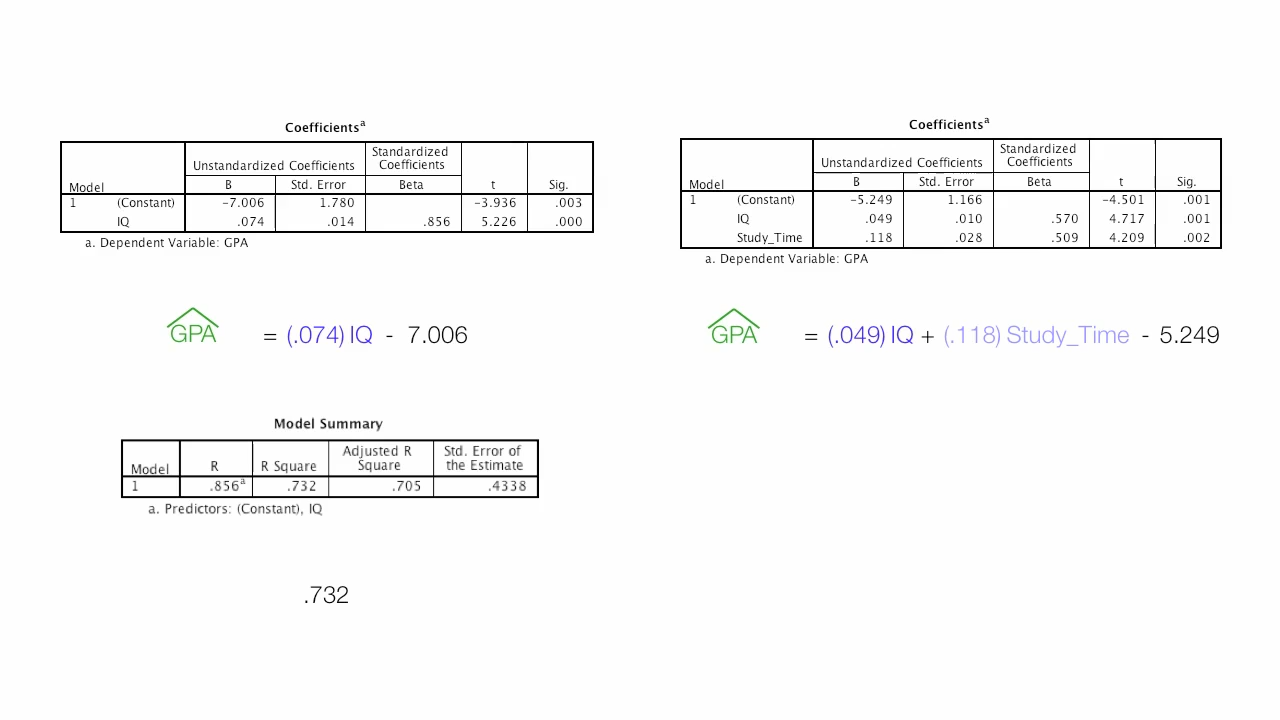 Coefficientsa
Model Unstandardized Coefficients Standardized Coefficients t Sig.
B Std. Error Beta
1 (Constant) -7.006 1.780 -3.936 .003
IQ .074 .014 .856 5.226 .000
a. Dependent Variable: GPA
GPA = (.074) IQ - 7.006
Model Summary
Model R R Square Adjusted R Square Std. Error of the Estimate
1 .856a .732 .705 .4338
a. Predictors: (Constant), IQ
.732
Coefficientsa
Model Unstandardized Coefficients Standardized Coefficients t Sig.
B Std. Error Beta
1 (Constant) -5.249 1.166 -4.501 .001
IQ .049 .010 .570 4.717 .001
Study_Time .118 .028 .509 4.209 .002
a. Dependent Variable: GPA
GPA = (.049) IQ + (.118) Study_Time - 5.249